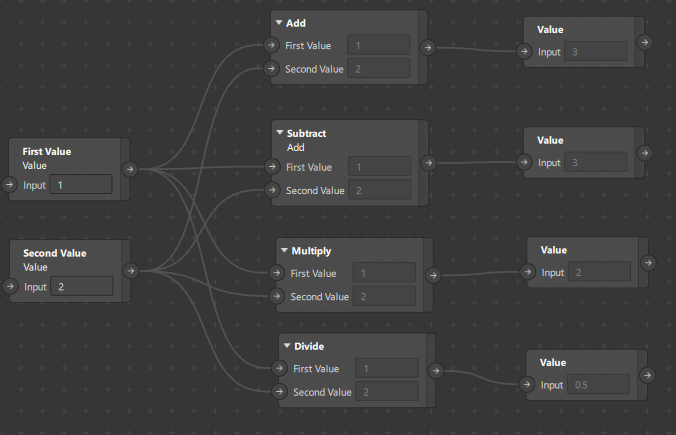 Add
First Value 1
Second Value 2
Value
Input 3
Subtract
Add
First Value 1
Second Value 2
Value
Input 3
First Value
Value
Input 1
Second Value
Value
Input 2
Multiply
First Value 1
Second Value 2
Value
Input 2
Divide
First Value 1
Second Value 2
Value
Input 0.5